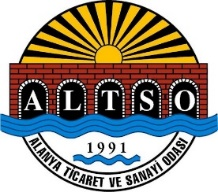 ALTSO
1991
ALANYA TİCARET VE SANAYİ ODASI